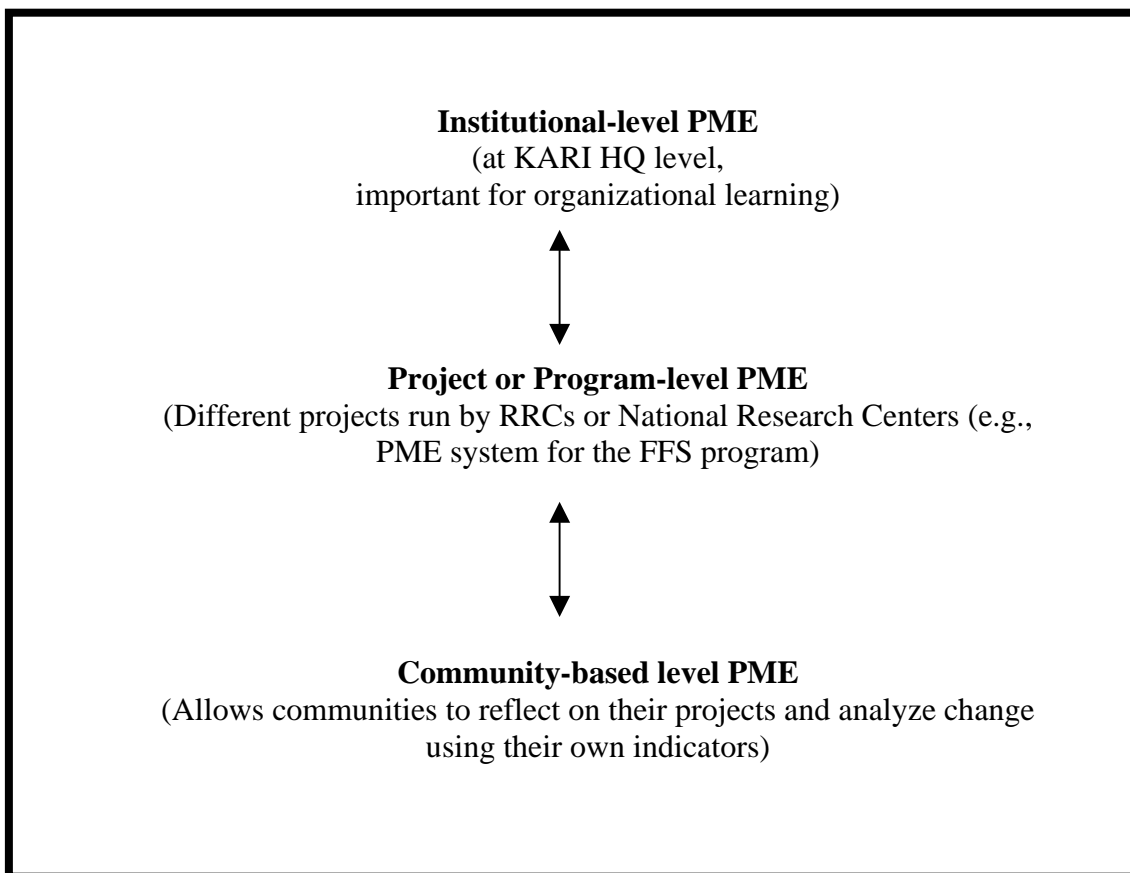 Institutional-level PME
(at KARI HQ level,
important for organizational learning)
Project or Program-level PME
(Different projects run by RRCs or National Research Centers (e.g.,
PME system for the FFS program)
Community-based level PME
(Allows communities to reflect on their projects and analyze change
using their own indicators)